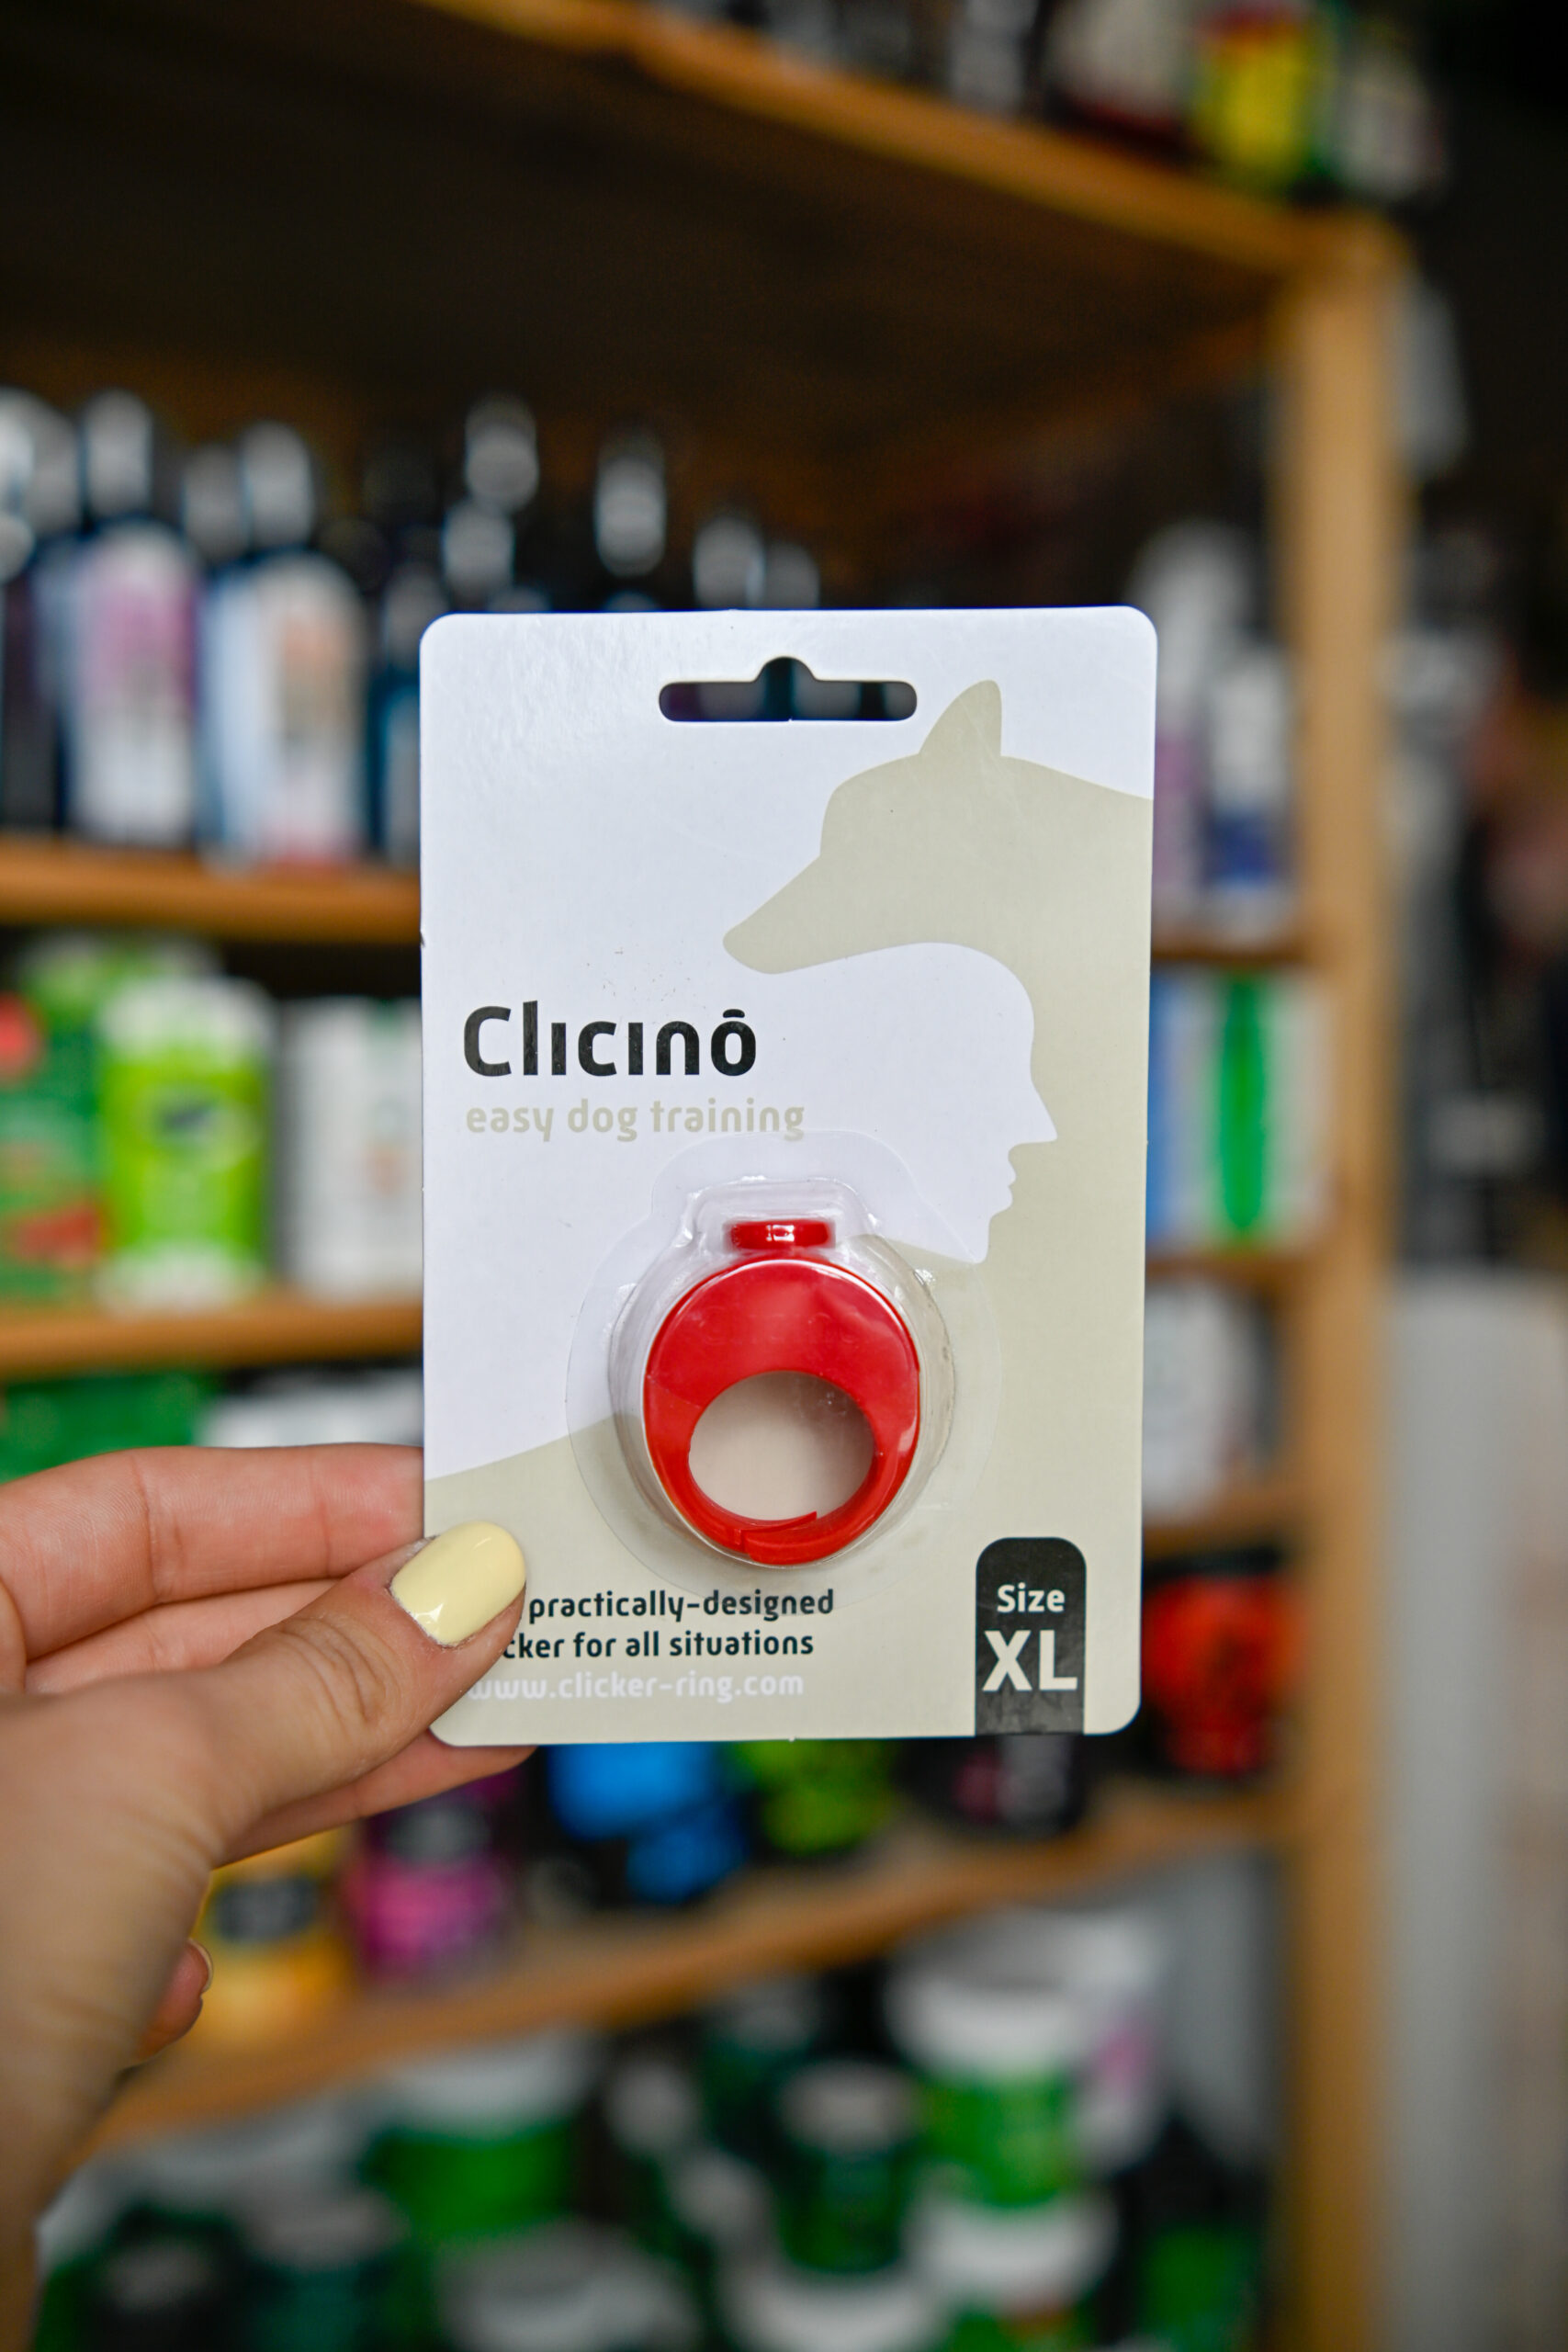 Clicinō
easy dog training
practically-designed
cker for all situations
www.clicker-ring.com
Size
XL